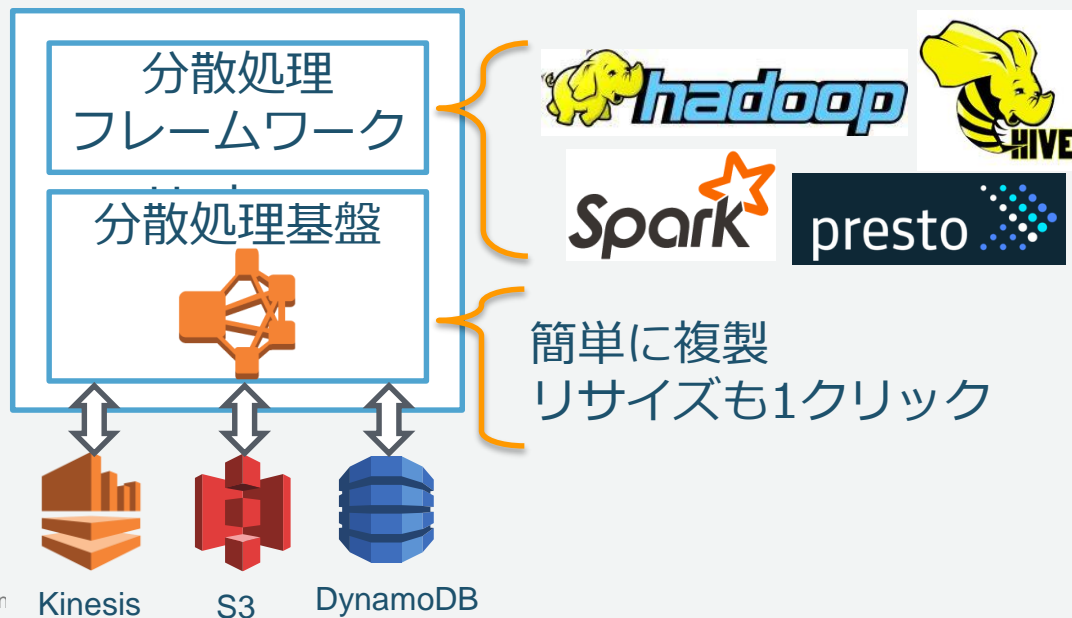 分散処理
フレームワーク
分散処理基盤
hadoop
HIVE
Spark
presto
簡単に複製
リサイズも1クリック
Kinesis
S3
DynamoDB